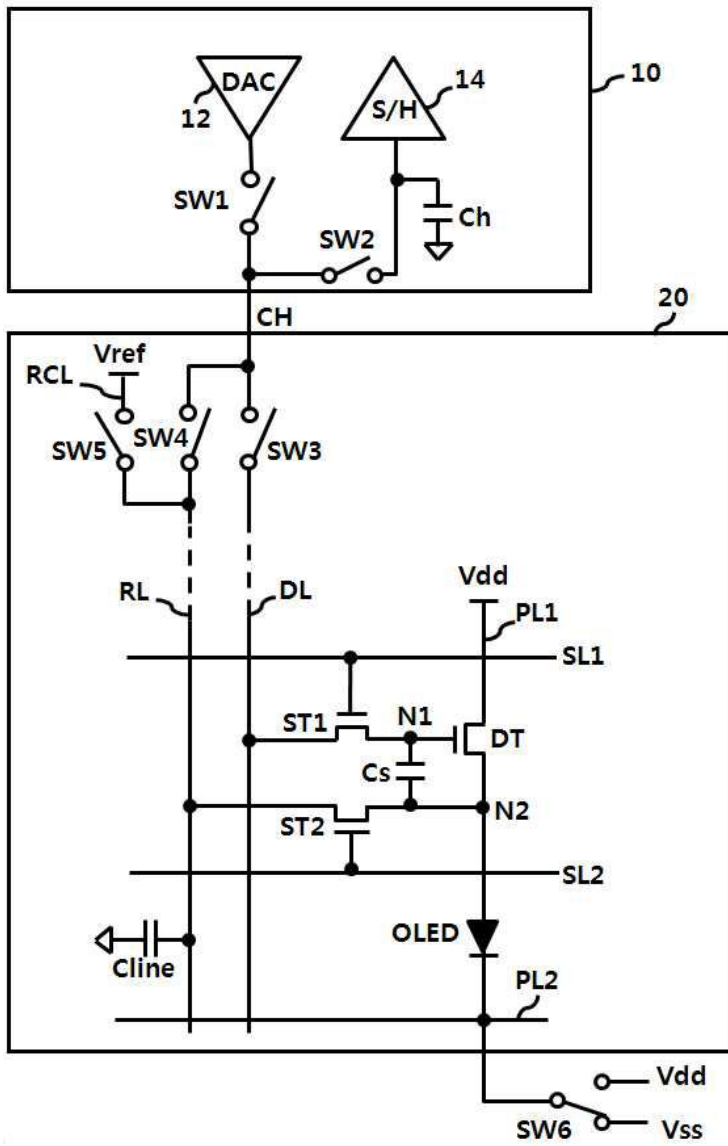 10
DAC
12
S/H
14
SW1
SW2
Ch
CH
20
Vref
RCL
SW5
SW4
SW3
RL
DL
Vdd
PL1
SL1
ST1
N1
DT
Cs
ST2
N2
SL2
OLED
Cline
PL2
Vdd
SW6
Vss